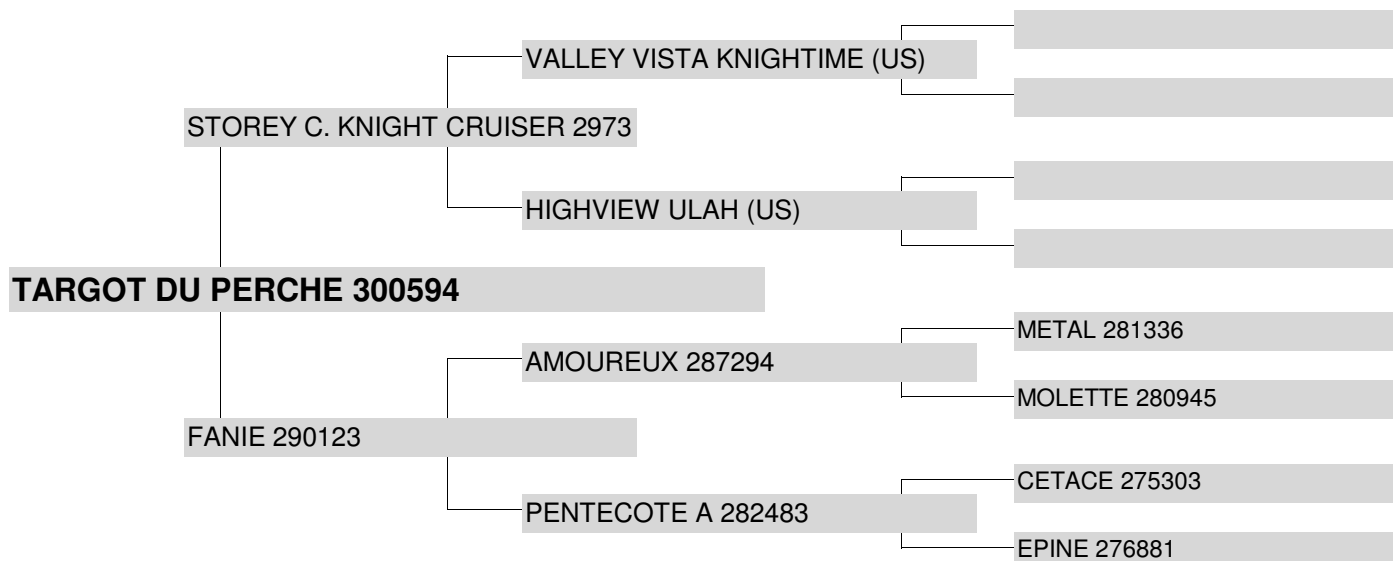 VALLEY VISTA KNIGHTIME (US)
STOREY C. KNIGHT CRUISER 2973
HIGHVIEW ULAH (US)
TARGOT DU PERCHE 300594
METAL 281336
AMOUREUX 287294
MOLETTE 280945
FANIE 290123
CETACE 275303
PENTECOTE A 282483
EPINE 276881